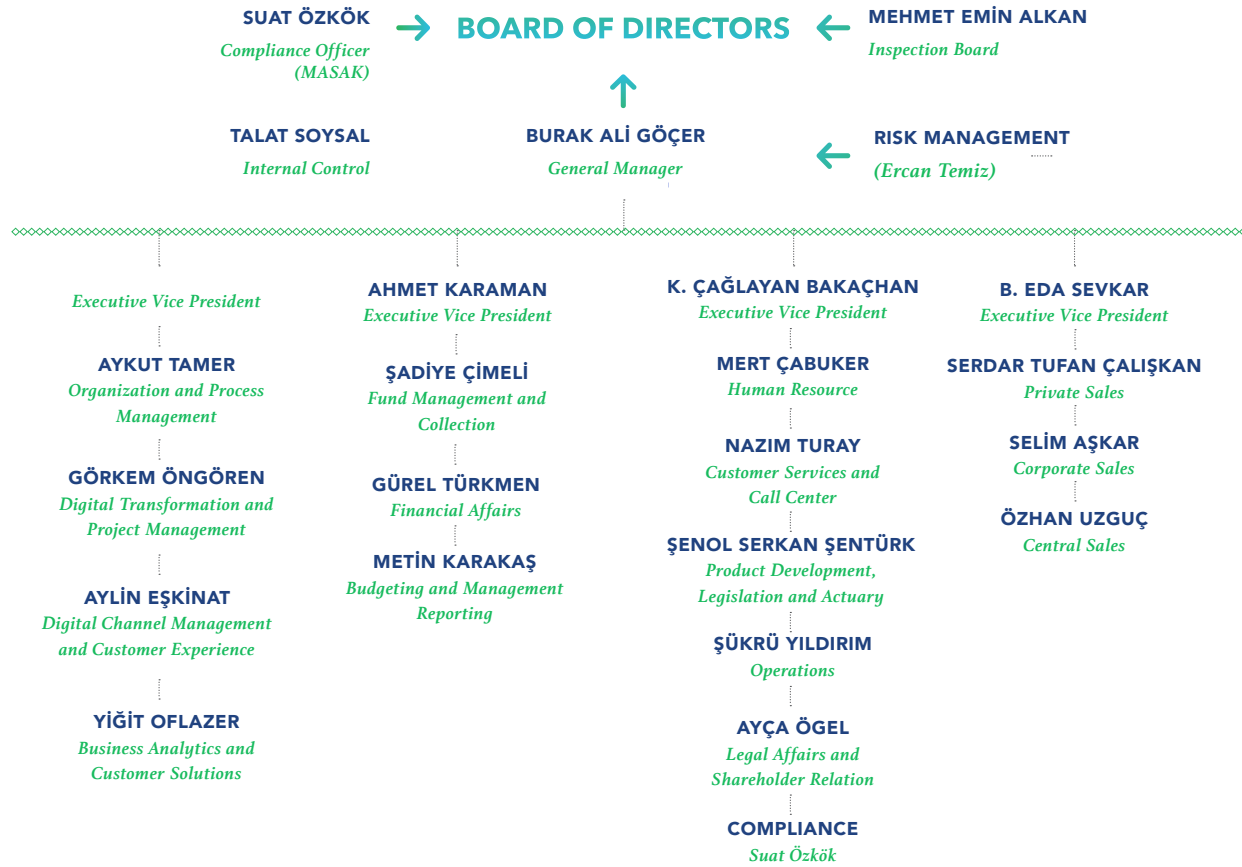 SUAT ÖZKÖK
Compliance Officer
(MASAK)
BOARD OF DIRECTORS
MEHMET EMIN ALKAN
Inspection Board
TALAT SOYSAL
Internal Control
BURAK ALİ GÖÇER
General Manager
RISK MANAGEMENT
(Ercan Temiz)
Executive Vice President
AYKUT TAMER
Organization and Process
Management
GÖRKEM ÖNGÖREN
Digital Transformation and
Project Management
AYLİN EŞKİNAT
Digital Channel Management
and Customer Experience
YİĞİT OFLAZER
Business Analytics and
Customer Solutions
AHMET KARAMAN
Executive Vice President
ŞADİYE ÇİMELİ
Fund Management and
Collection
GÜREL TÜRKMEN
Financial Affairs
METİN KARAKAŞ
Budgeting and Management
Reporting
K. ÇAĞLAYAN BAKAÇHAN
Executive Vice President
MERT ÇABUKER
Human Resource
NAZIM TURAY
Customer Services and
Call Center
ŞENOL SERKAN ŞENTÜRK
Product Development,
Legislation and Actuary
ŞÜKRÜ YILDIRIM
Operations
AYÇA ÖGEL
Legal Affairs and
Shareholder Relation
COMPLIANCE
Suat Özkök
B. EDA SEVKAR
Executive Vice President
SERDAR TUFAN ÇALIŞKAN
Private Sales
SELİM AŞKAR
Corporate Sales
ÖZHAN UZGUÇ
Central Sales